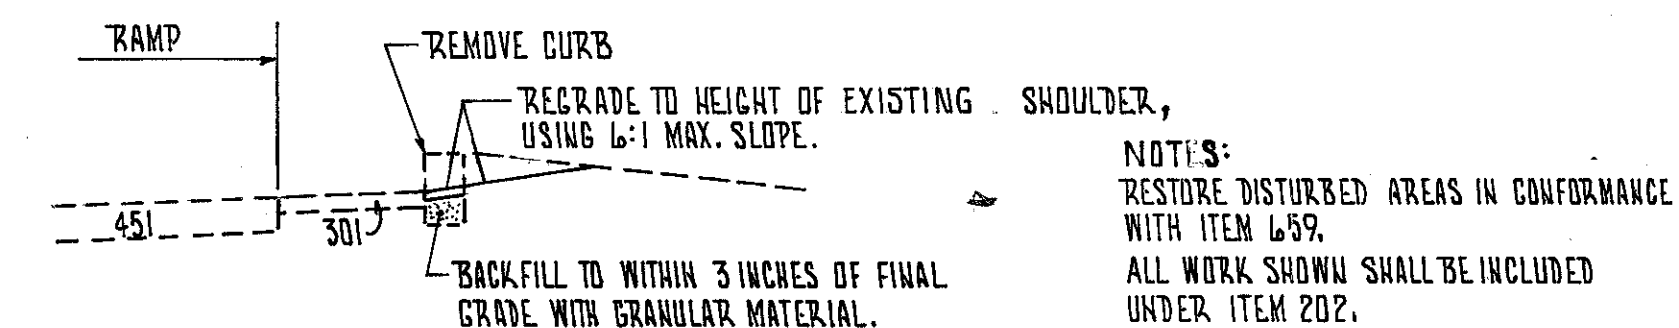 RAMP
REMOVE CURB
REGRADE TO HEIGHT OF EXISTING SHOULDER,
USING 6:1 MAX. SLOPE.
451
301
BACKFILL TO WITHIN 3 INCHES OF FINAL
GRADE WITH GRANULAR MATERIAL.
NOTES:
RESTORE DISTURBED AREAS IN CONFORMANCE
WITH ITEM 659.
ALL WORK SHOWN SHALL BE INCLUDED
UNDER ITEM 202.